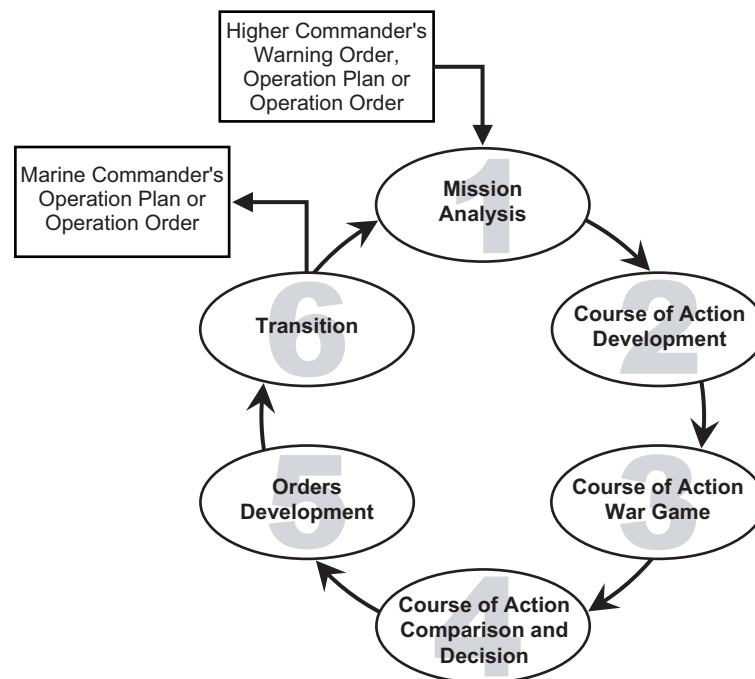 Higher Commander's
Warning Order,
Operation Plan or
Operation Order
Marine Commander's
Operation Plan or
Operation Order
1
Mission
Analysis
2
Course of Action
Development
3
Course of Action
War Game
4
Course of Action
Comparison and
Decision
5
Orders
Development
6
Transition